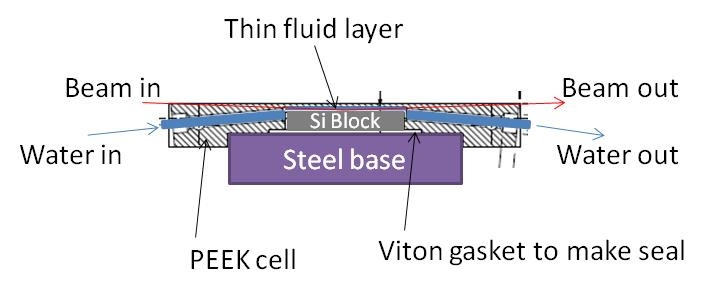 Thin fluid layer
Beam in
Beam out
Si Block
Water in
Steel base
Water out
PEEK cell
Viton gasket to make seal